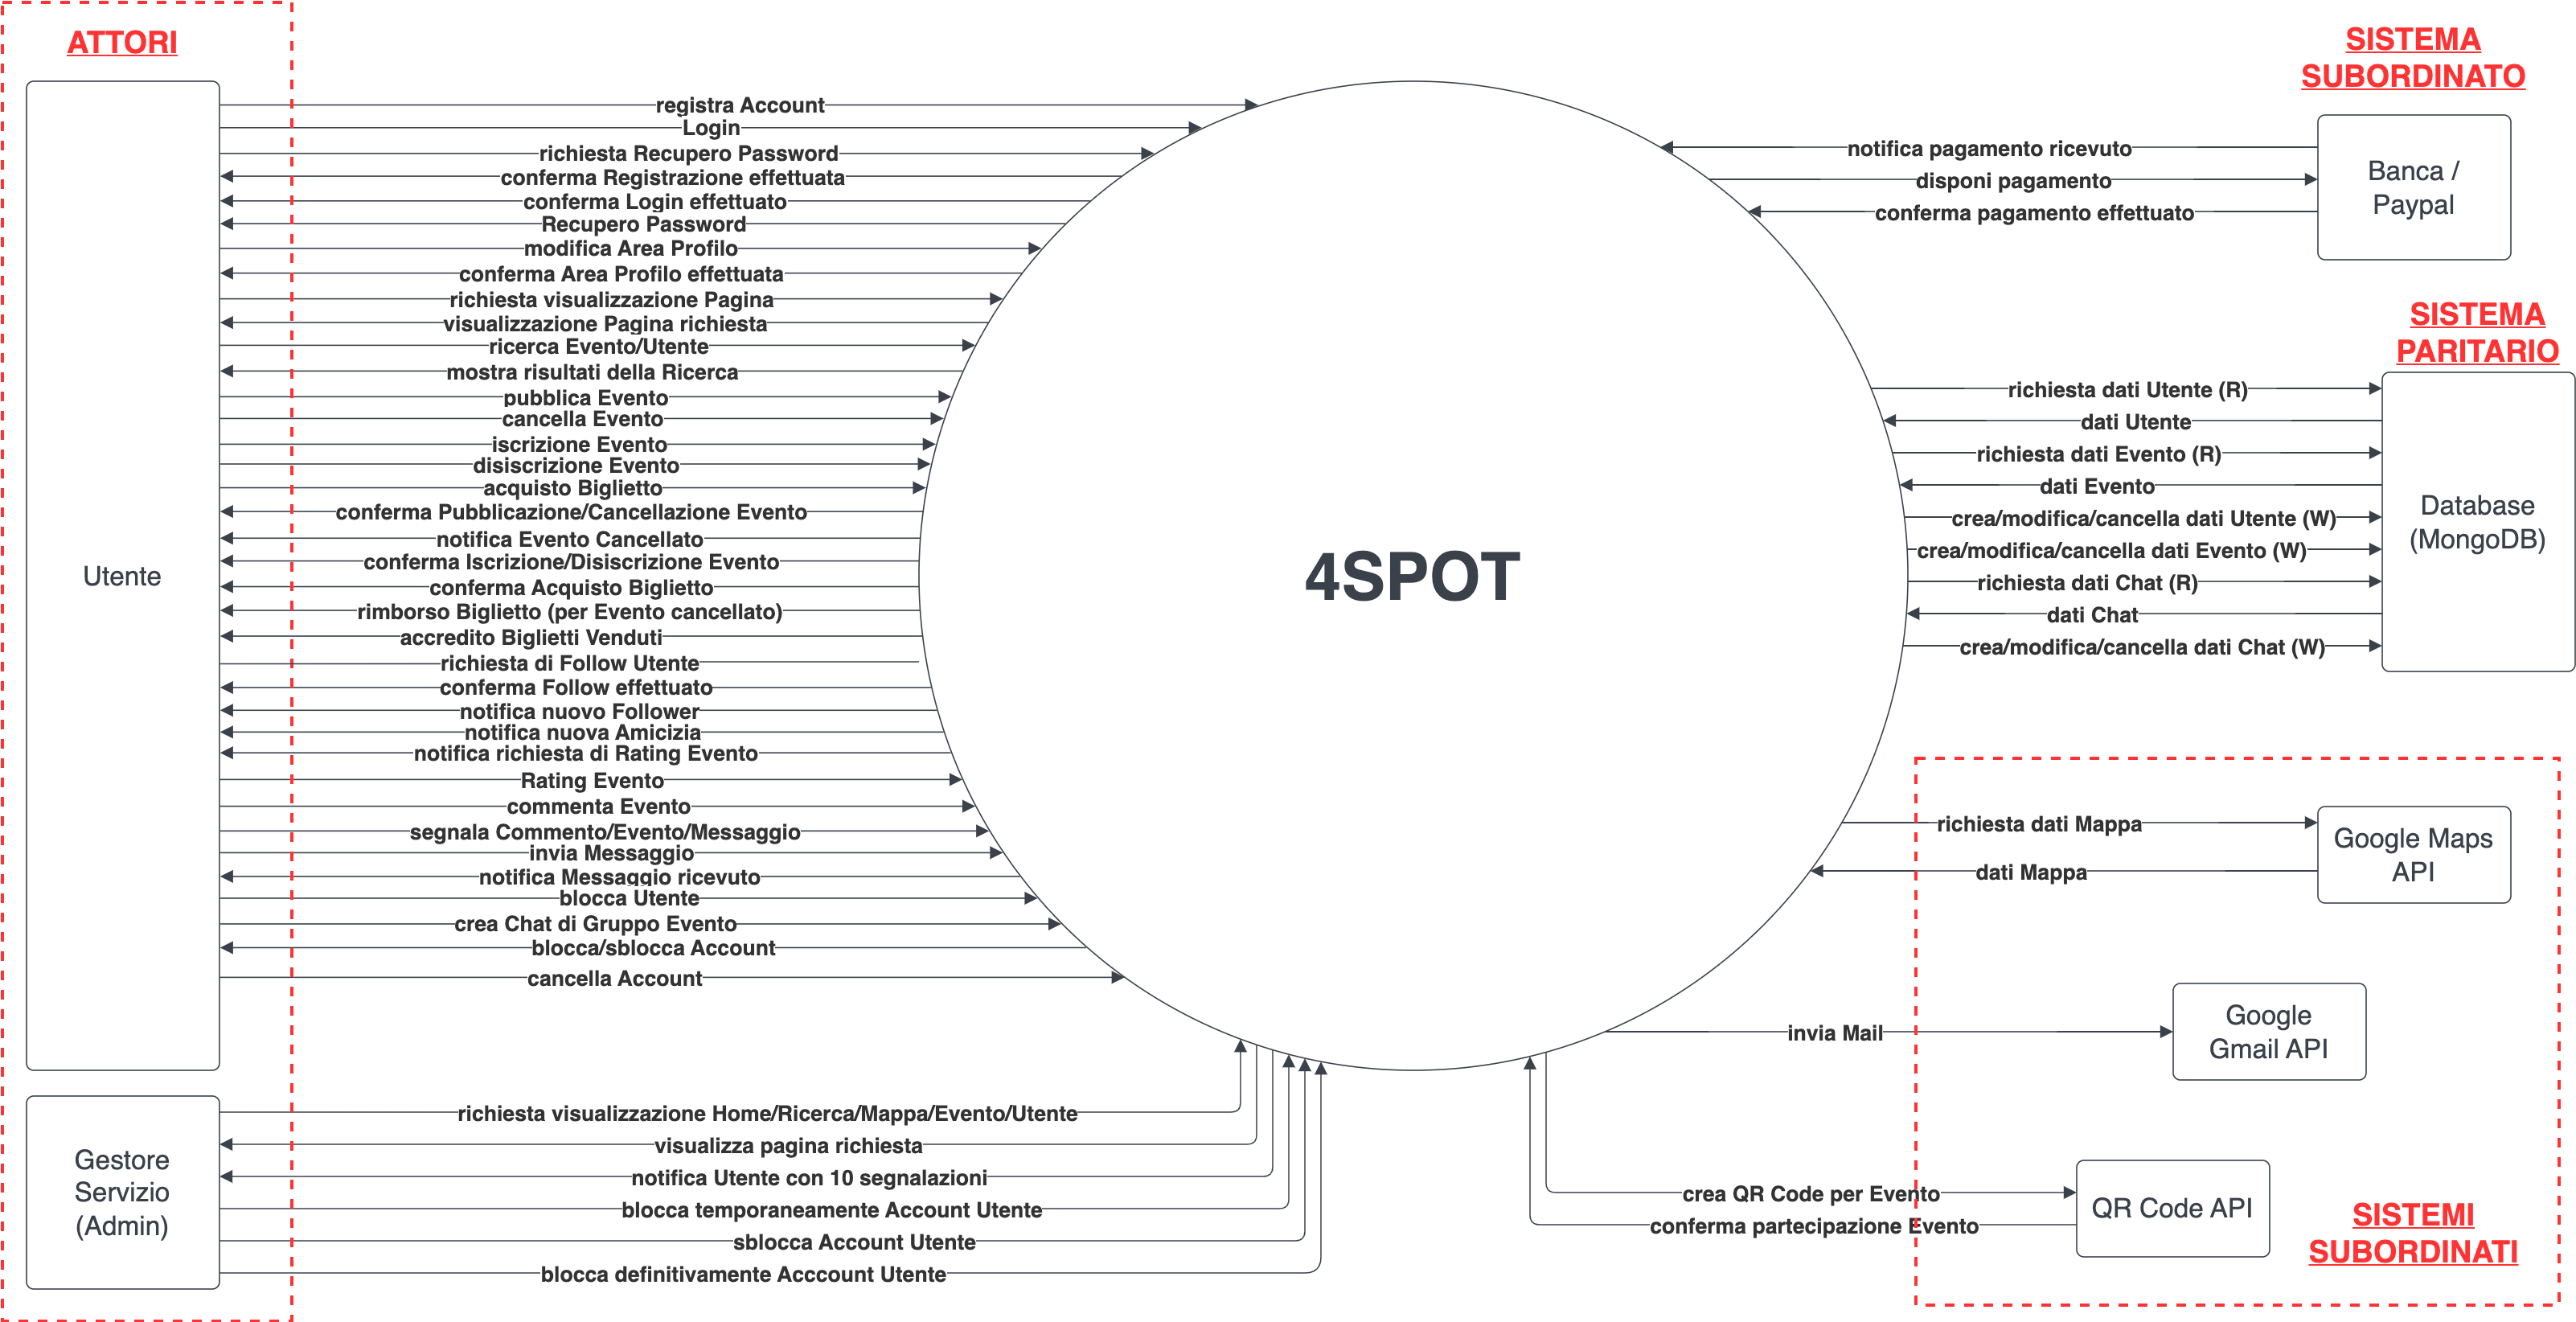 ATTORI
Utente
registra Account
Login
richiesta Recupero Password
conferma Registrazione effettuata
conferma Login effettuato
Recupero Password
modifica Area Profilo
conferma Area Profilo effettuata
richiesta visualizzazione Pagina
visualizzazione Pagina richiesta
ricerca Evento/Utente
mostra risultati della Ricerca
pubblica Evento
cancella Evento
iscrizione Evento
disiscrizione Evento
acquisto Biglietto
conferma Pubblicazione/Cancellazione Evento
notifica Evento Cancellato
conferma Iscrizione/Disiscrizione Evento
conferma Acquisto Biglietto
rimborso Biglietto (per Evento cancellato)
accredito Biglietti Venduti
richiesta di Follow Utente
conferma Follow effettuato
notifica nuovo Follower
notifica nuova Amicizia
notifica richiesta di Rating Evento
Rating Evento
commenta Evento
segnala Commento/Evento/Messaggio
invia Messaggio
notifica Messaggio ricevuto
blocca Utente
crea Chat di Gruppo Evento
blocca/sblocca Account
cancella Account
Gestore
Servizio
(Admin)
richiesta visualizzazione Home/Ricerca/Mappa/Evento/Utente
visualizza pagina richiesta
notifica Utente con 10 segnalazioni
blocca temporaneamente Account Utente
sblocca Account Utente
blocca definitivamente Acccount Utente
4SPOT
SISTEMA
SUBORDINATO
notifica pagamento ricevuto
disponi pagamento
conferma pagamento effettuato
Banca /
Paypal
SISTEMA
PARITARIO
richiesta dati Utente (R)
dati Utente
richiesta dati Evento (R)
dati Evento
crea/modifica/cancella dati Utente (W)
crea/modifica/cancella dati Evento (W)
richiesta dati Chat (R)
dati Chat
crea/modifica/cancella dati Chat (W)
Database
(MongoDB)
richiesta dati Mappa
dati Mappa
Google Maps
API
invia Mail
Google
Gmail API
crea QR Code per Evento
conferma partecipazione Evento
QR Code API
SISTEMI
SUBORDINATI